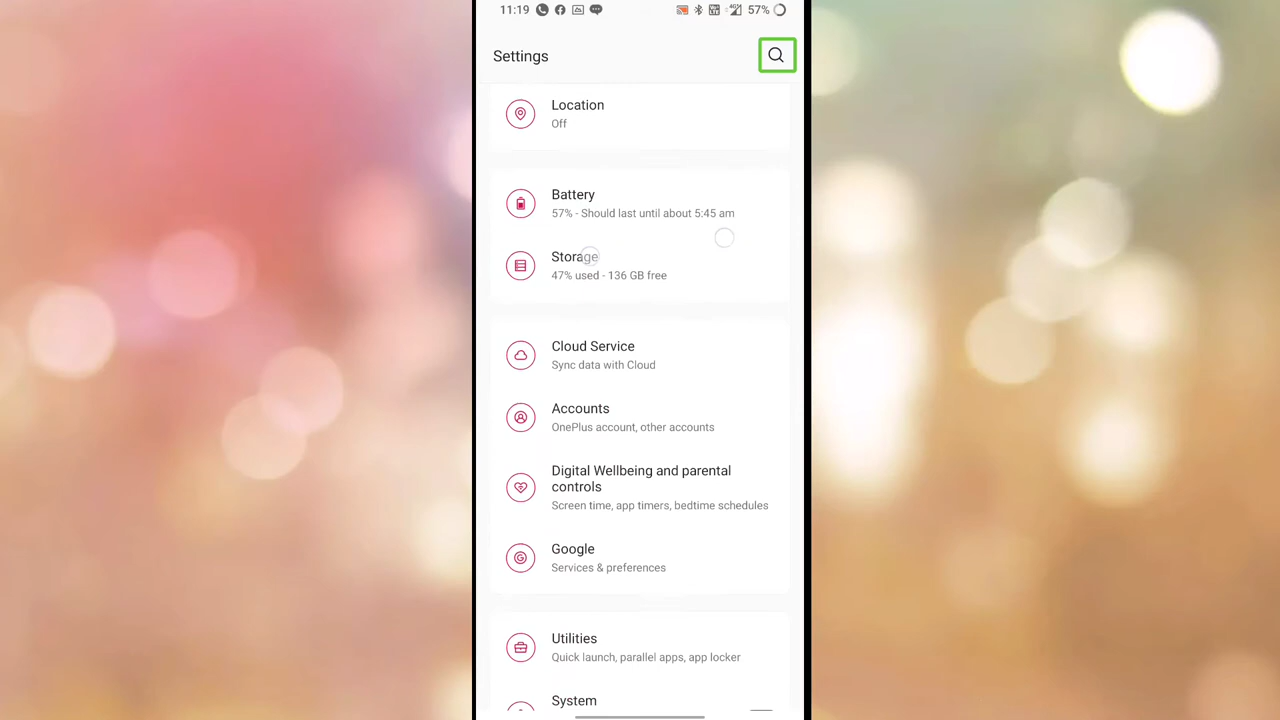 11:19
57%
Settings
Location
Off
Battery
57% - Should last until about 5:45 am
Storage
47% used - 136 GB free
Cloud Service
Sync data with Cloud
Accounts
OnePlus account, other accounts
Digital Wellbeing and parental
controls
Screen time, app timers, bedtime schedules
Google
Services & preferences
Utilities
Quick launch, parallel apps, app locker
System